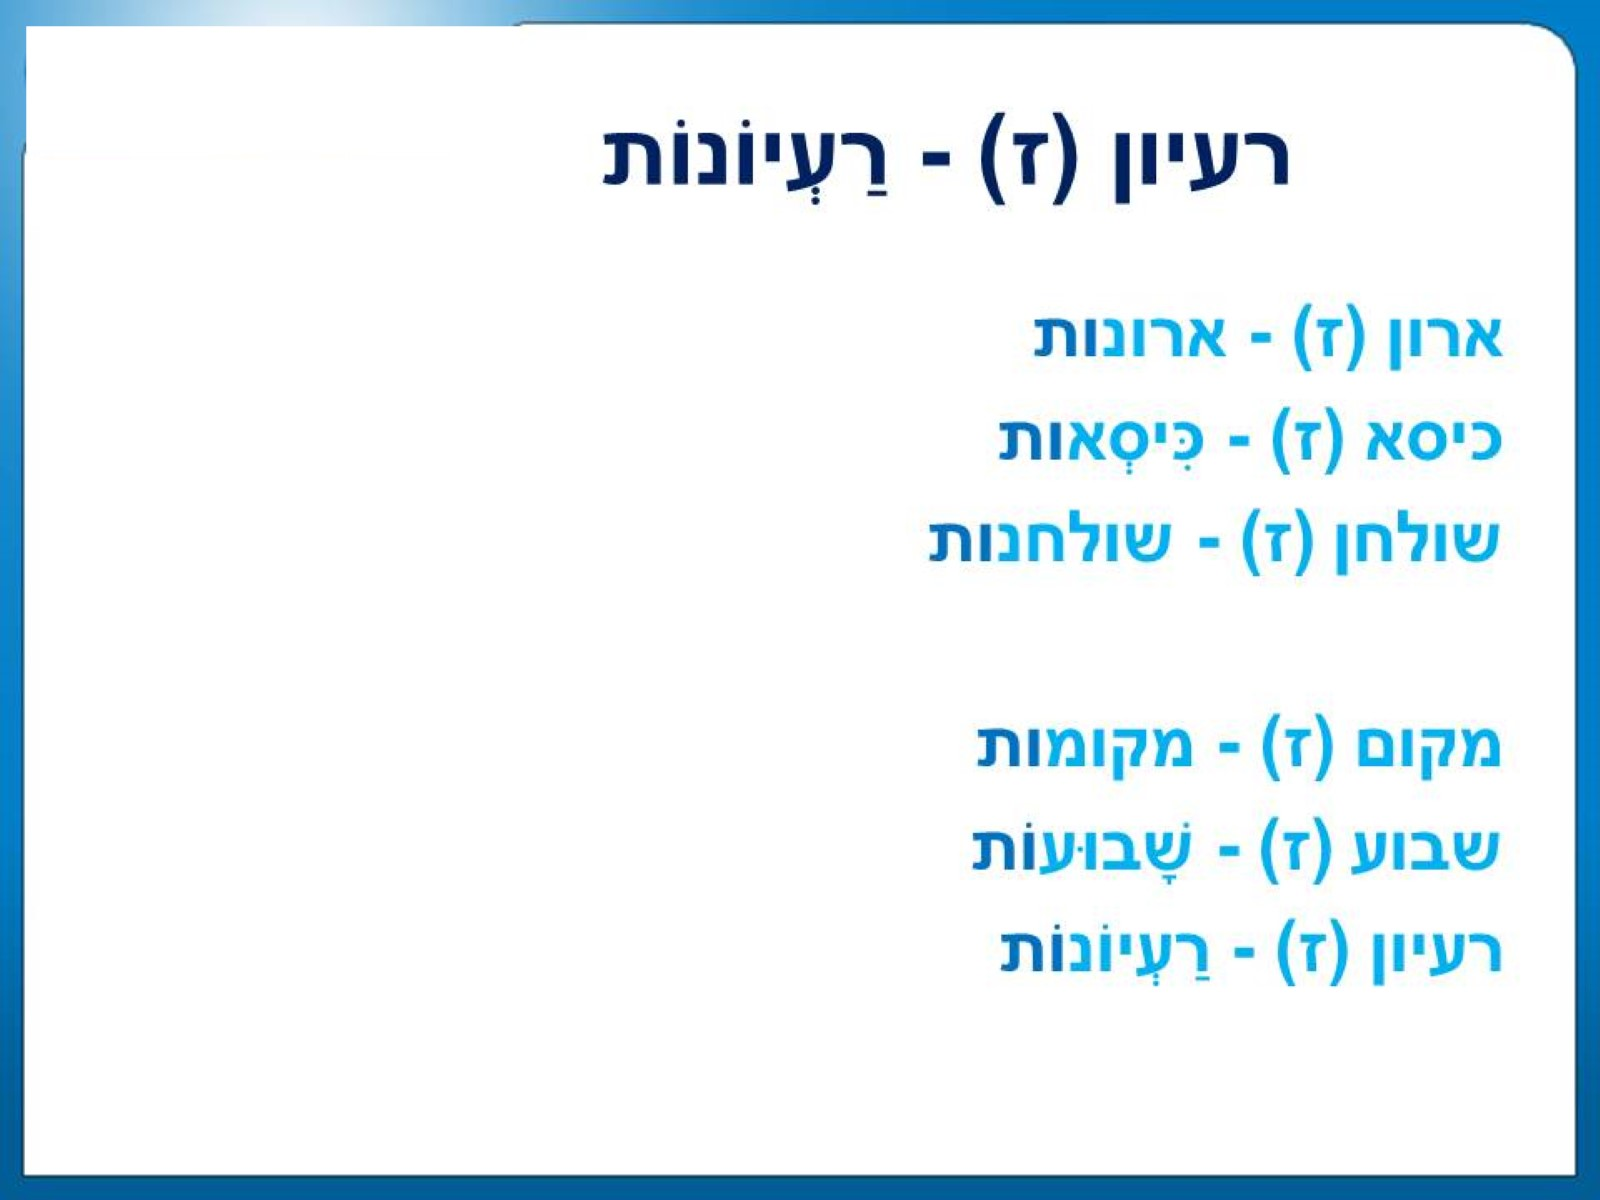 רעיון (ז) - רַעְיוֹנוֹת
ארון (ז) - ארונות
כיסא (ז) - כִּיסְאות
שולחן (ז) - שולחנות
מקום (ז) - מקומות
שבוע (ז) - שָׁבוּעוֹת
רעיון (ז) - רַעְיוֹנוֹת